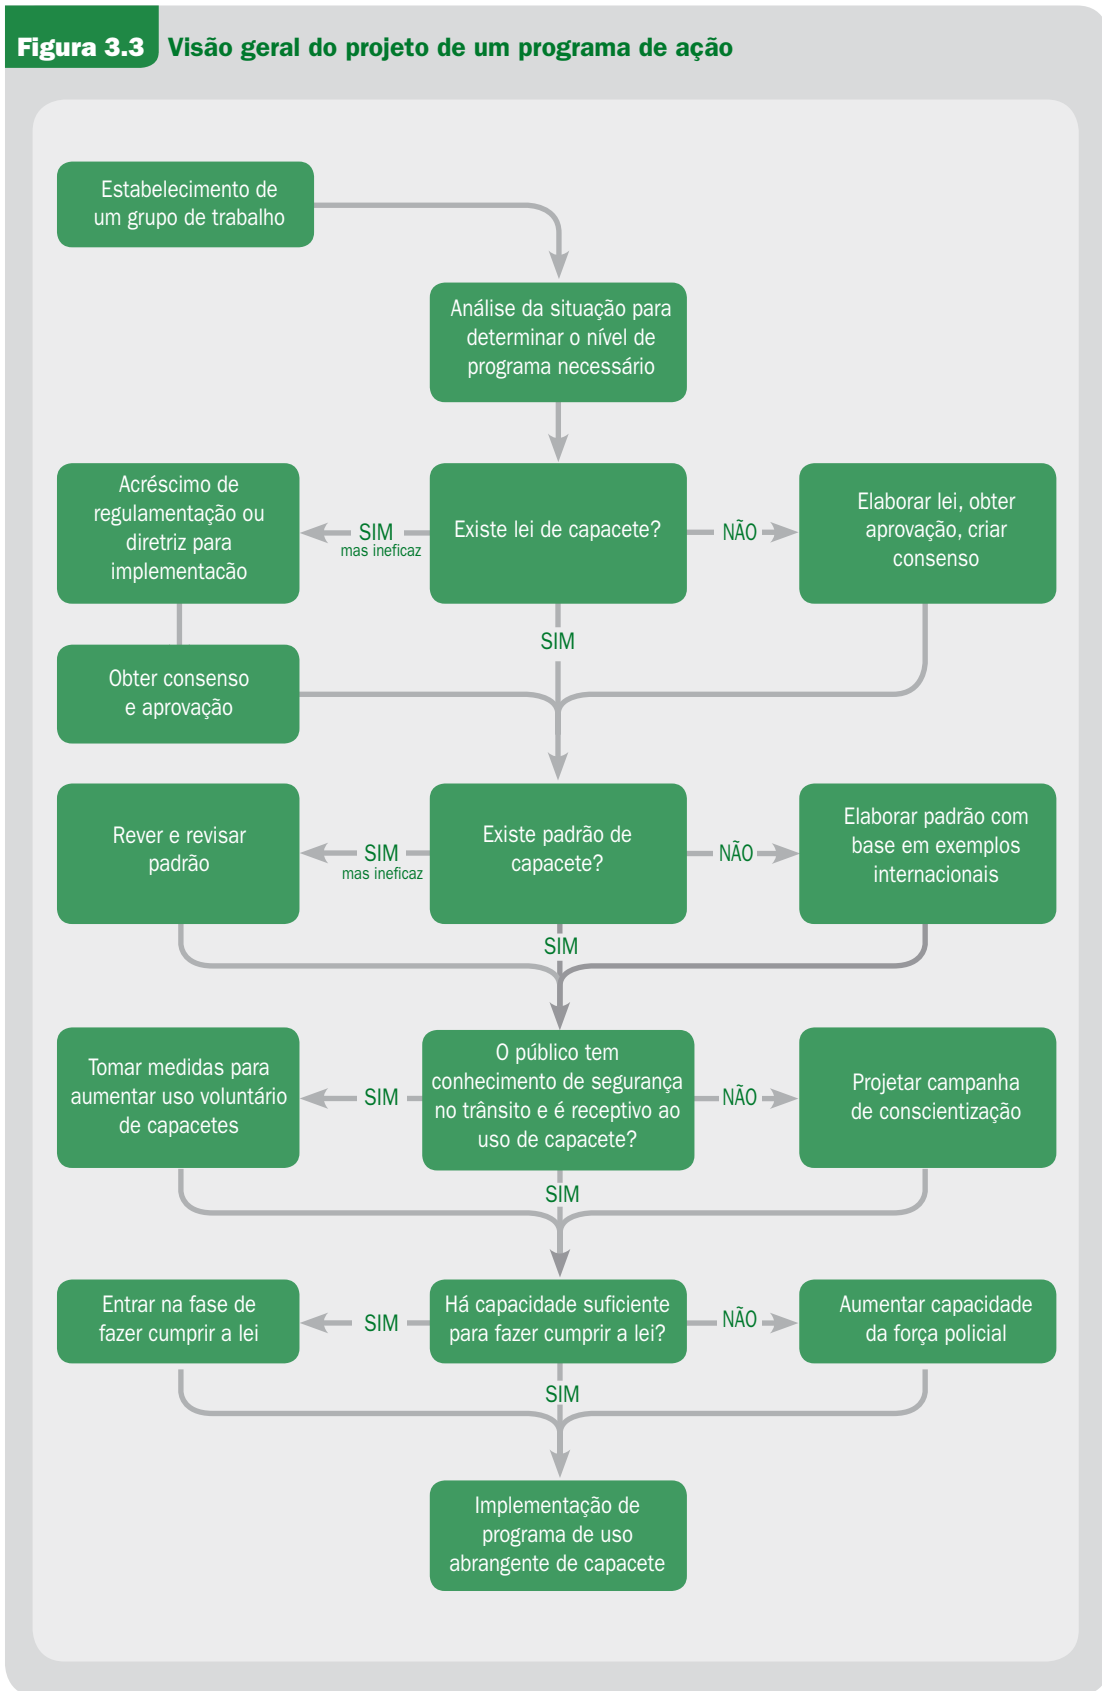 Figura 3.3 Visão geral do projeto de um programa de ação
Estabelecimento de
um grupo de trabalho
Análise da situação para
determinar o nível de
programa necessário
Acréscimo de
regulamentação ou
diretriz para
implementacão
SIM
mas ineficaz
Existe lei de capacete?
NÃO
Elaborar lei, obter
aprovação, criar
consenso
SIM
Obter consenso
e aprovação
Rever e revisar
padrão
SIM
mas ineficaz
Existe padrão de
capacete?
NÃO
Elaborar padrão com
base em exemplos
internacionais
SIM
Tomar medidas para
aumentar uso voluntário
de capacetes
SIM
O público tem
conhecimento de segurança
no trânsito e é receptivo ao
uso de capacete?
NÃO
Projetar campanha
de conscientização
SIM
Entrar na fase de
fazer cumprir a lei
SIM
Há capacidade suficiente
para fazer cumprir a lei?
NÃO
Aumentar capacidade
da força policial
SIM
Implementação de
programa de uso
abrangente de capacete